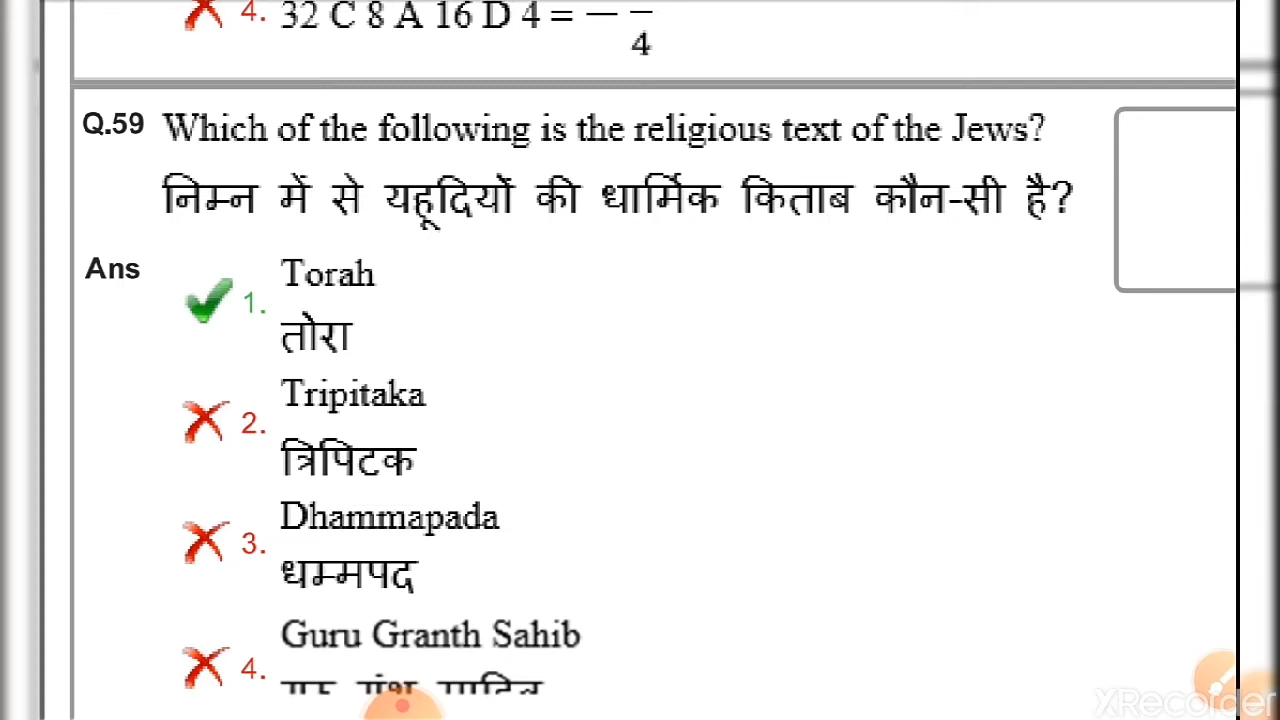 4. 32 C 8 A 16 D 4 = — —
4
Q.59 Which of the following is the religious text of the Jews?
निम्न में से यहूदियों की धार्मिक किताब कौन-सी है?
Ans
Torah
1.
तोरा
Tripitaka
2.
त्रिपिटक
Dhammapada
3.
धम्मपद
Guru Granth Sahib
4.
XRecorder